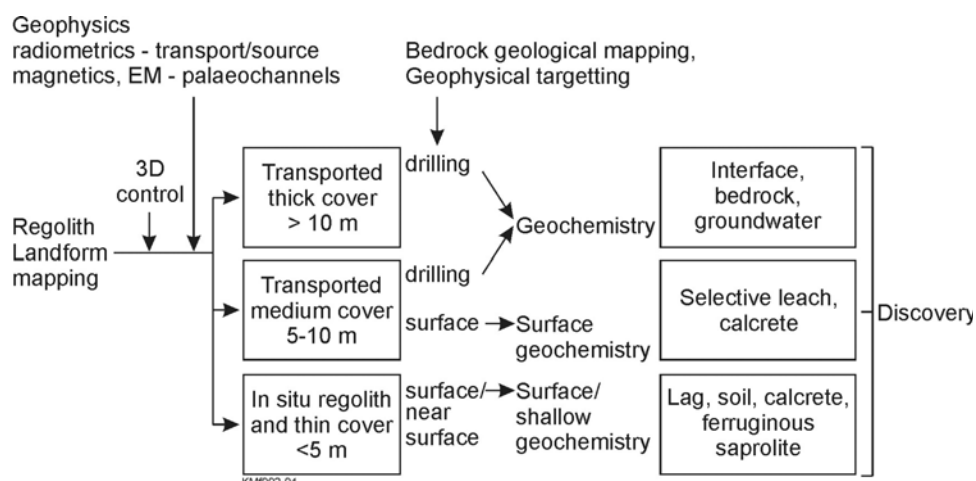 Geophysics
radiometrics - transport/source
magnetics, EM - palaeochannels
Bedrock geological mapping,
Geophysical targetting
3D
control
Regolith
Landform
mapping
Transported
thick cover
> 10 m
drilling
Geochemistry
Interface,
bedrock,
groundwater
Transported
medium cover
5-10 m
drilling
surface
Surface
geochemistry
Selective leach,
calcrete
Discovery
In situ regolith
and thin cover
<5 m
surface/
near
surface
Surface/
shallow
geochemistry
Lag, soil, calcrete,
ferruginous
saprolite